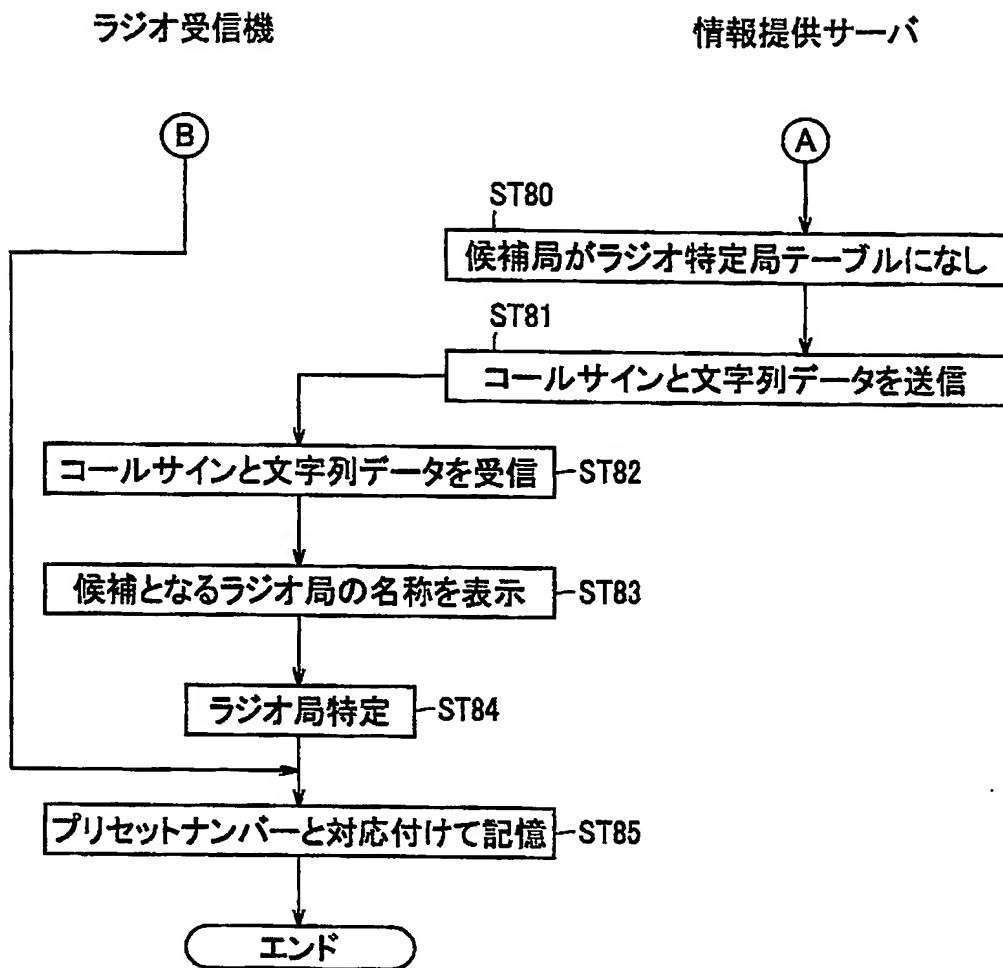 ラジオ受信機
情報提供サーバ
B
A
ST80
候補局がラジオ特定局テーブルになし
ST81
コールサインと文字列データを送信
コールサインと文字列データを受信
ST82
候補となるラジオ局の名称を表示
ST83
ラジオ局特定
ST84
プリセットナンバーと対応付けて記憶
ST85
エンド